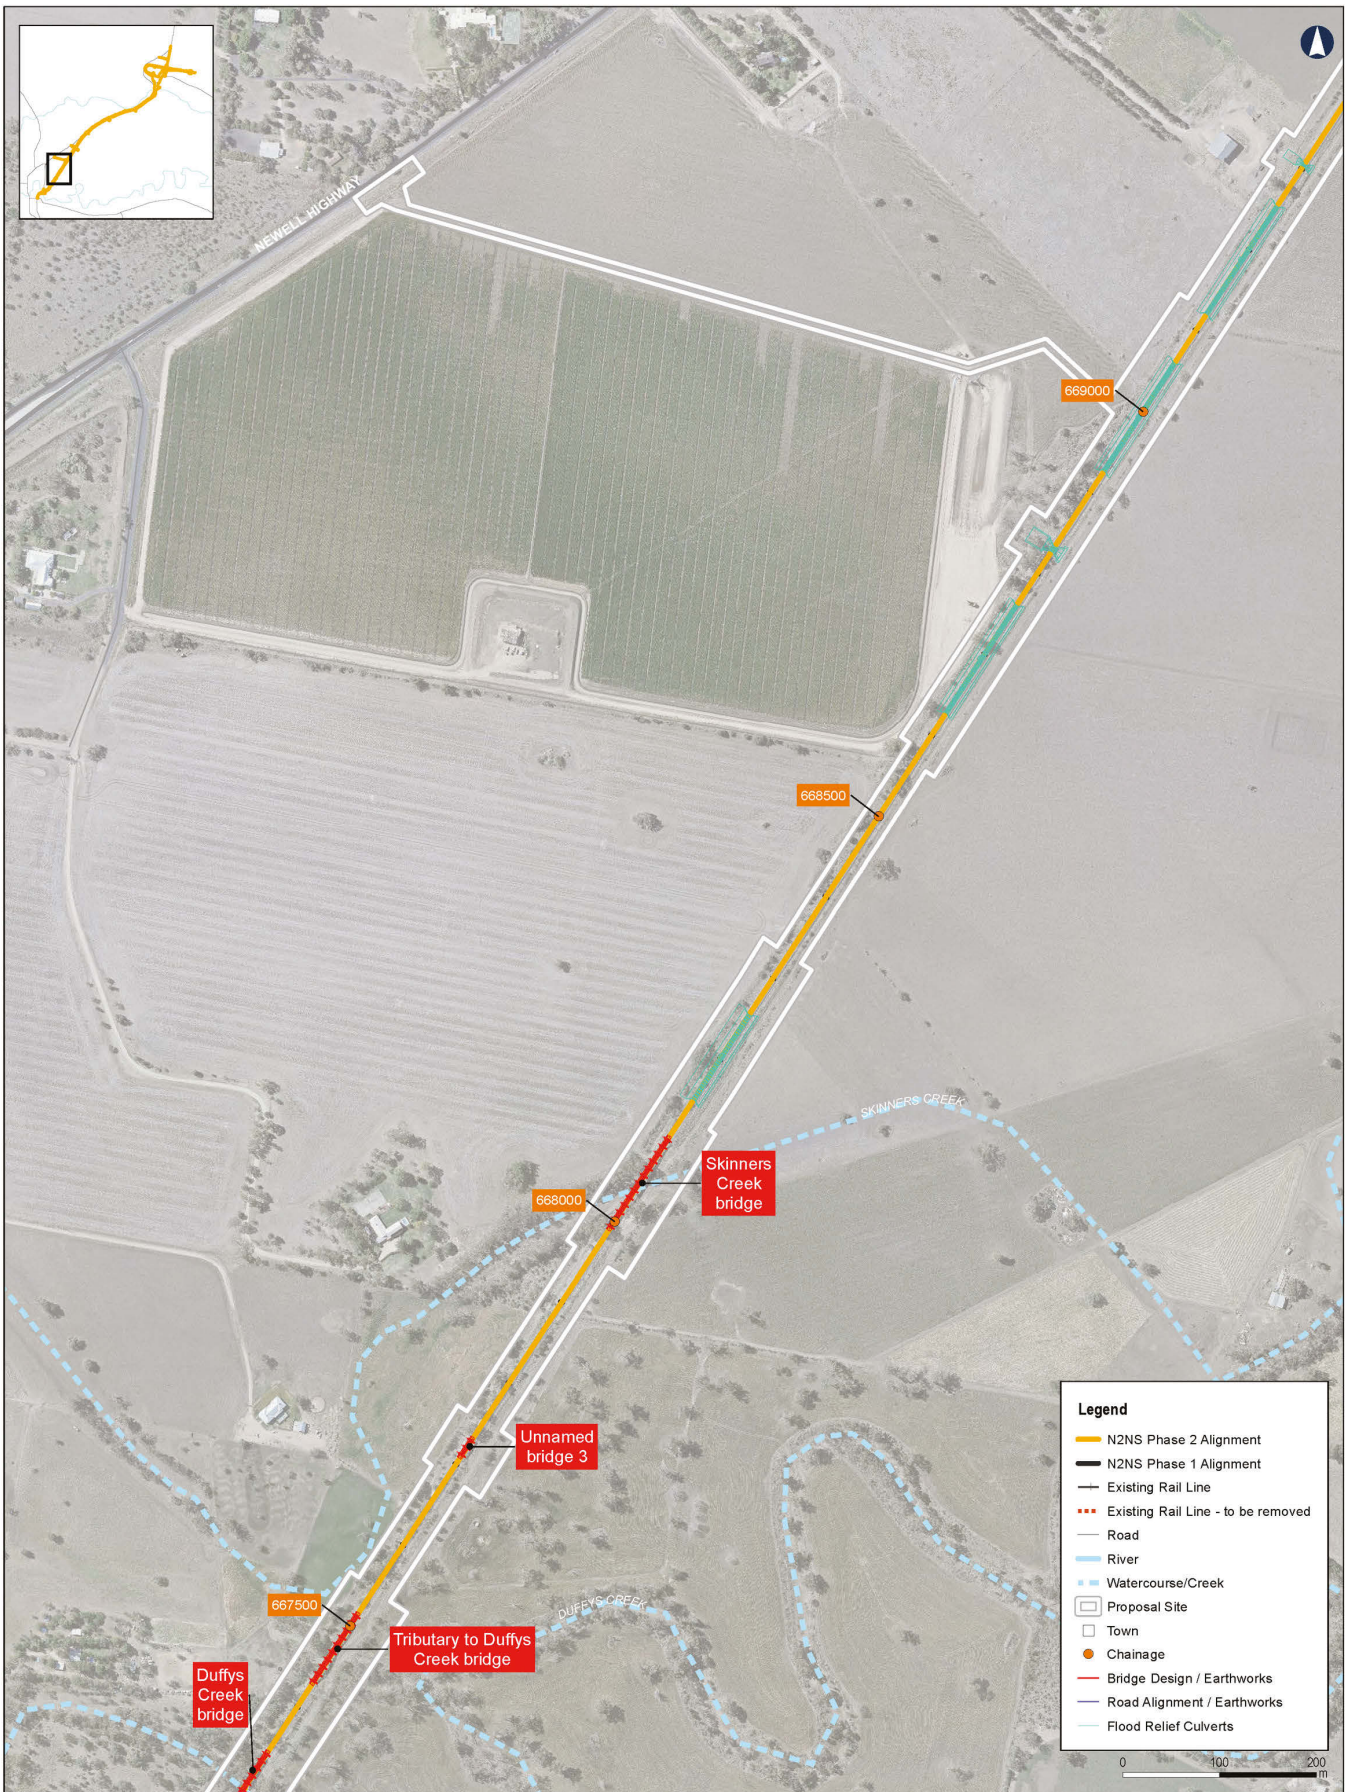 NEWELL HIGHWAY
669000
668500
SKINNERS CREEK
Skinners
Creek
bridge
668000
Unnamed
bridge 3
667500
DUFFYS CREEK
Tributary to Duffys
Creek bridge
Duffys
Creek
bridge
Legend
N2NS Phase 2 Alignment
N2NS Phase 1 Alignment
Existing Rail Line
Existing Rail Line - to be removed
Road
River
Watercourse/Creek
Proposal Site
Town
Chainage
Bridge Design / Earthworks
Road Alignment / Earthworks
Flood Relief Culverts
0 100 200
m